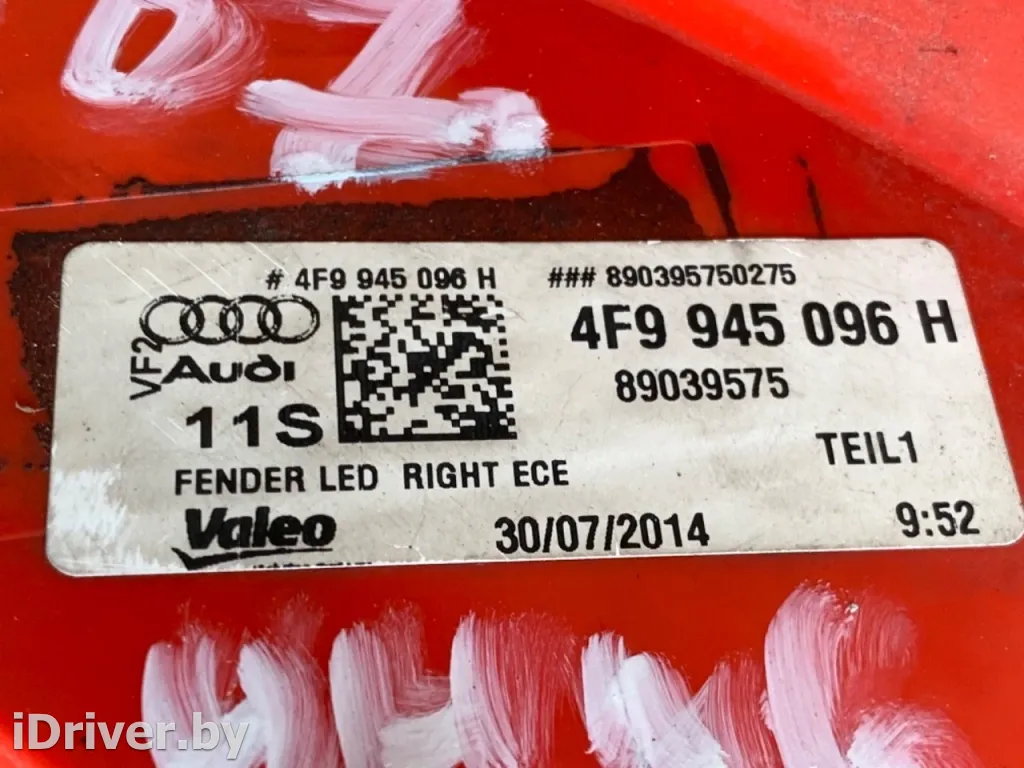 # 4F9 945 096 H ### 890395750275
4F9 945 096 H
VF2
Audi
89039575
11S
TEIL1
FENDER LED RIGHT ECE
Valeo
30/07/2014
9:52
iDriver.by